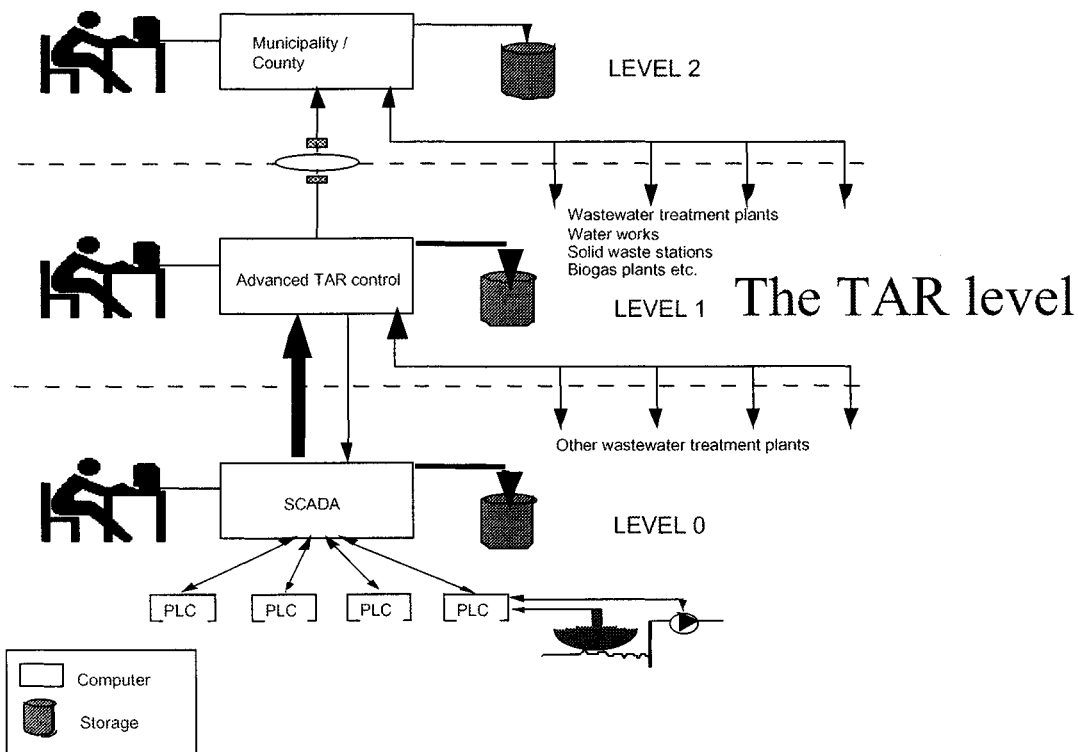 Municipality /
County
LEVEL 2
Wastewater treatment plants
Water works
Solid waste stations
Biogas plants etc.
Advanced TAR control
LEVEL 1
The TAR level
Other wastewater treatment plants
SCADA
LEVEL 0
PLC
PLC
PLC
PLC
Computer
Storage